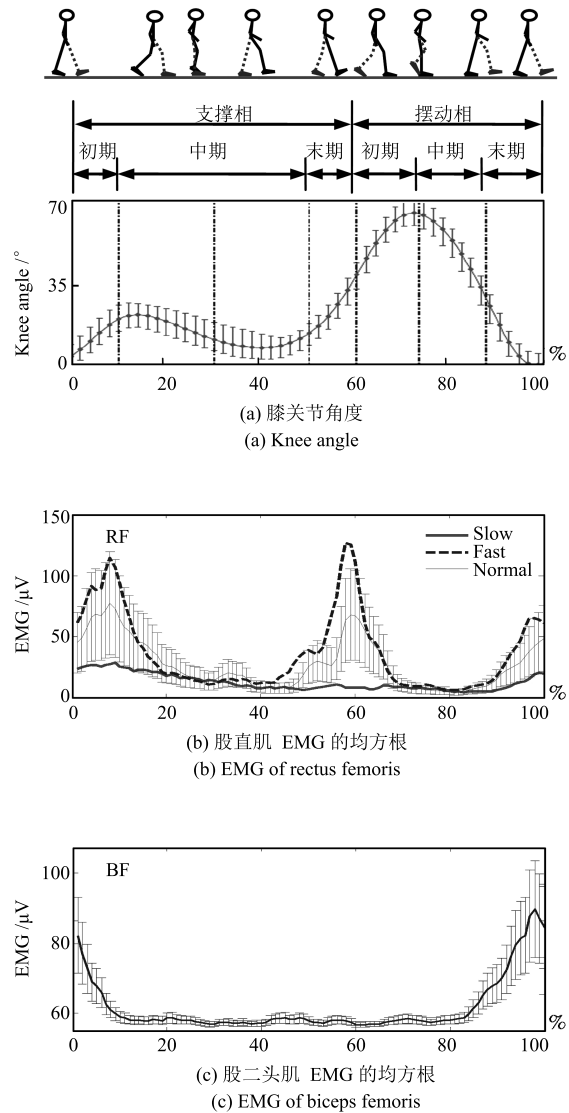 支撑相 摆动相
初期 中期 末期 初期 中期 末期
70
35
0
Knee angle /°
0 20 40 60 80 100 %
(a) 膝关节角度
(a) Knee angle
150
100
50
0
EMG /μV
RF
Slow
Fast
Normal
0 20 40 60 80 100 %
(b) 股直肌 EMG 的均方根
(b) EMG of rectus femoris
100
80
60
EMG /μV
BF
0 20 40 60 80 100 %
(c) 股二头肌 EMG 的均方根
(c) EMG of biceps femoris